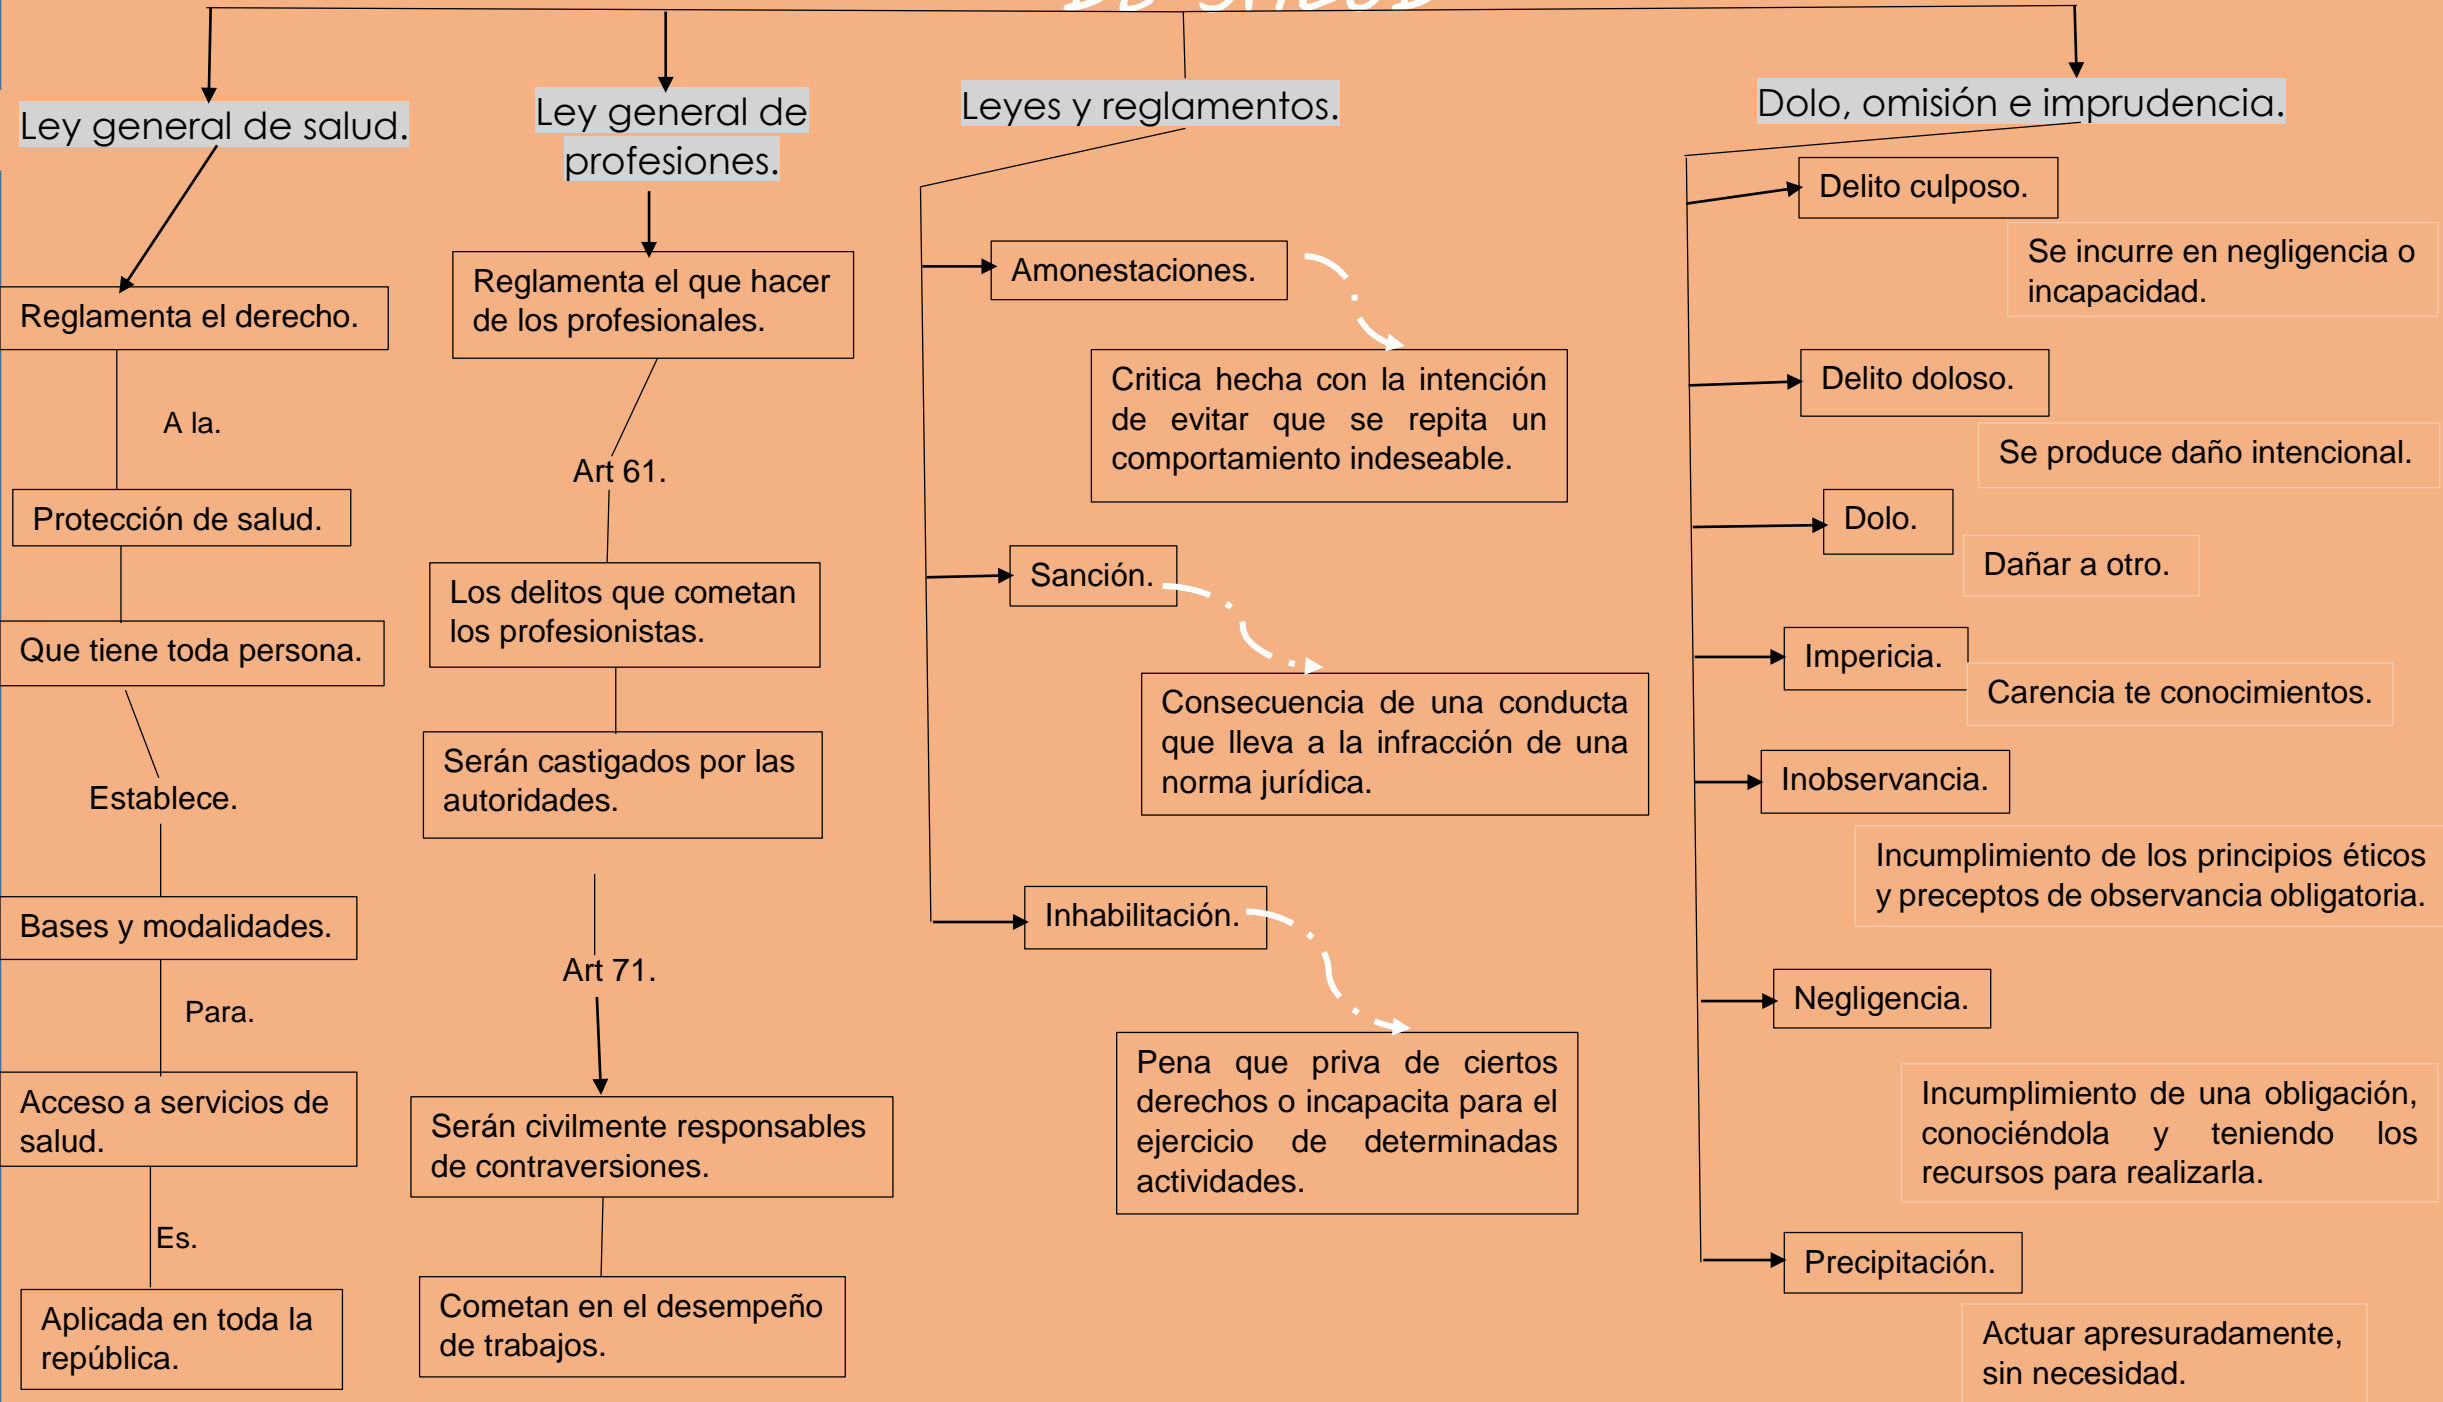 DE SALUD
Ley general de salud.
Reglamenta el derecho.
A la.
Protección de salud.
Que tiene toda persona.
Establece.
Bases y modalidades.
Para.
Acceso a servicios de
salud.
Es.
Aplicada en toda la
república.
Ley general de
profesiones.
Reglamenta el que hacer
de los profesionales.
Art 61.
Los delitos que cometan
los profesionistas.
Serán castigados por las
autoridades.
Art 71.
Serán civilmente responsables
de contraversiones.
Cometan en el desempeño
de trabajos.
Leyes y reglamentos.
Amonestaciones.
Critica hecha con la intención
de evitar que se repita un
comportamiento indeseable.
Sanción.
Consecuencia de una conducta
que lleva a la infracción de una
norma jurídica.
Inhabilitación.
Pena que priva de ciertos
derechos o incapacita para el
ejercicio de determinadas
actividades.
Dolo, omisión e imprudencia.
Delito culposo.
Se incurre en negligencia o
incapacidad.
Delito doloso.
Se produce daño intencional.
Dolo.
Dañar a otro.
Impericia.
Carencia te conocimientos.
Inobservancia.
Incumplimiento de los principios éticos
y preceptos de observancia obligatoria.
Negligencia.
Incumplimiento de una obligación,
conociéndola y teniendo los
recursos para realizarla.
Precipitación.
Actuar apresuradamente,
sin necesidad.